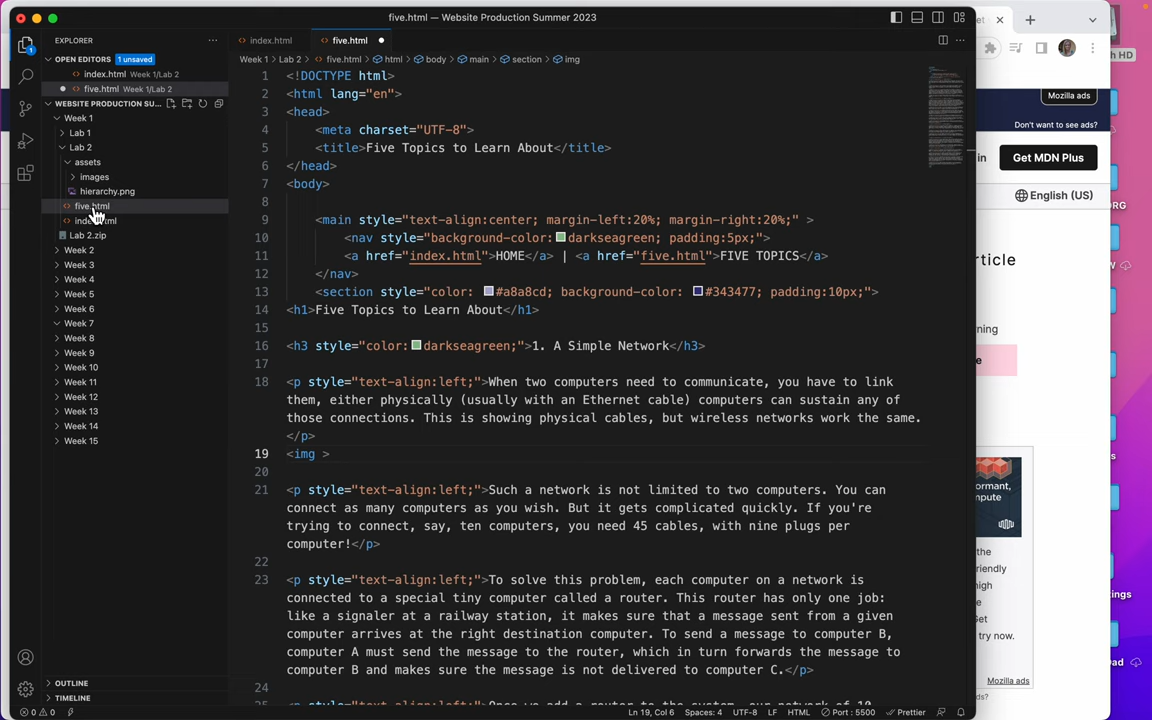 five.html — Website Production Summer 2023
EXPLORER
index.html
five.html
OPEN EDITORS 1 unsaved
index.html Week 1/Lab 2
five.html Week 1/Lab 2
WEBSITE PRODUCTION SU...
Week 1
Lab 1
Lab 2
assets
images
hierarchy.png
five.html
index.html
Lab 2.zip
Week 2
Week 3
Week 4
Week 5
Week 6
Week 7
Week 8
Week 9
Week 10
Week 11
Week 12
Week 13
Week 14
Week 15
OUTLINE
TIMELINE
Week 1 > Lab 2 > five.html > html > body > main > section > img
1 <!DOCTYPE html>
2 <html lang="en">
3 <head>
4 <meta charset="UTF-8">
5 <title>Five Topics to Learn About</title>
6 </head>
7 <body>
8
9 <main style="text-align:center; margin-left:20%; margin-right:20%;" >
10 <nav style="background-color: darkseagreen; padding:5px;">
11 <a href="index.html">HOME</a> | <a href="five.html">FIVE TOPICS</a>
12 </nav>
13 <section style="color: #a8a8cd; background-color: #343477; padding:10px;">
14 <h1>Five Topics to Learn About</h1>
15
16 <h3 style="color: darkseagreen;">1. A Simple Network</h3>
17
18 <p style="text-align:left;">When two computers need to communicate, you have to link
them, either physically (usually with an Ethernet cable) computers can sustain any of
those connections. This is showing physical cables, but wireless networks work the same.
</p>
19 <img >
20
21 <p style="text-align:left;">Such a network is not limited to two computers. You can
connect as many computers as you wish. But it gets complicated quickly. If you're
trying to connect, say, ten computers, you need 45 cables, with nine plugs per
computer!</p>
22
23 <p style="text-align:left;">To solve this problem, each computer on a network is
connected to a special tiny computer called a router. This router has only one job:
like a signaler at a railway station, it makes sure that a message sent from a given
computer arrives at the right destination computer. To send a message to computer B,
computer A must send the message to the router, which in turn forwards the message to
computer B and makes sure the message is not delivered to computer C.</p>
24
0 0
Ln 19, Col 6 Spaces: 4 UTF-8 LF HTML Port : 5500 Prettier
Mozilla ads
Don't want to see ads?
in
Get MDN Plus
English (US)
Mozilla ads
try now.
HD